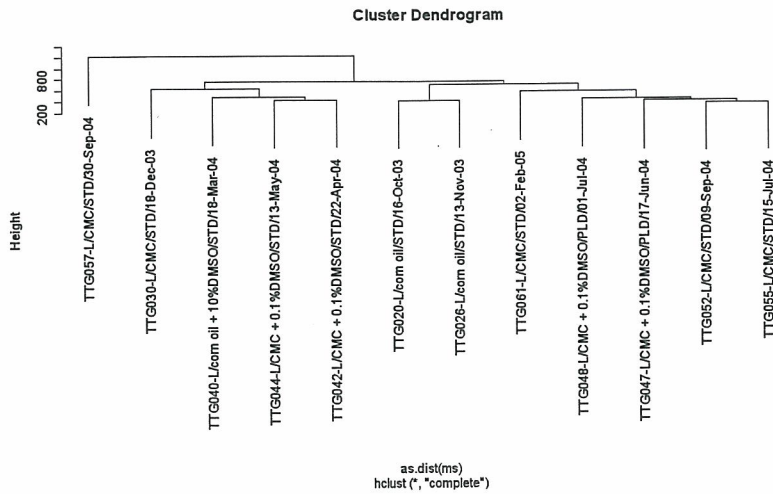 Cluster Dendrogram
Height
200
800
TTG057-L/CMC/STD/30-Sep-04
TTG030-L/CMC/STD/18-Dec-03
TTG040-L/corn oil + 10%DMSO/STD/18-Mar-04
TTG044-L/CMC + 0.1%DMSO/STD/13-May-04
TTG042-L/CMC + 0.1%DMSO/STD/22-Apr-04
TTG020-L/corn oil/STD/16-Oct-03
TTG026-L/corn oil/STD/13-Nov-03
TTG061-L/CMC/STD/02-Feb-05
TTG048-L/CMC + 0.1%DMSO/PLD/01-Jul-04
TTG047-L/CMC + 0.1%DMSO/PLD/17-Jun-04
TTG052-L/CMC/STD/09-Sep-04
TTG055-L/CMC/STD/15-Jul-04
as.dist(ms)
hclust (*, "complete")